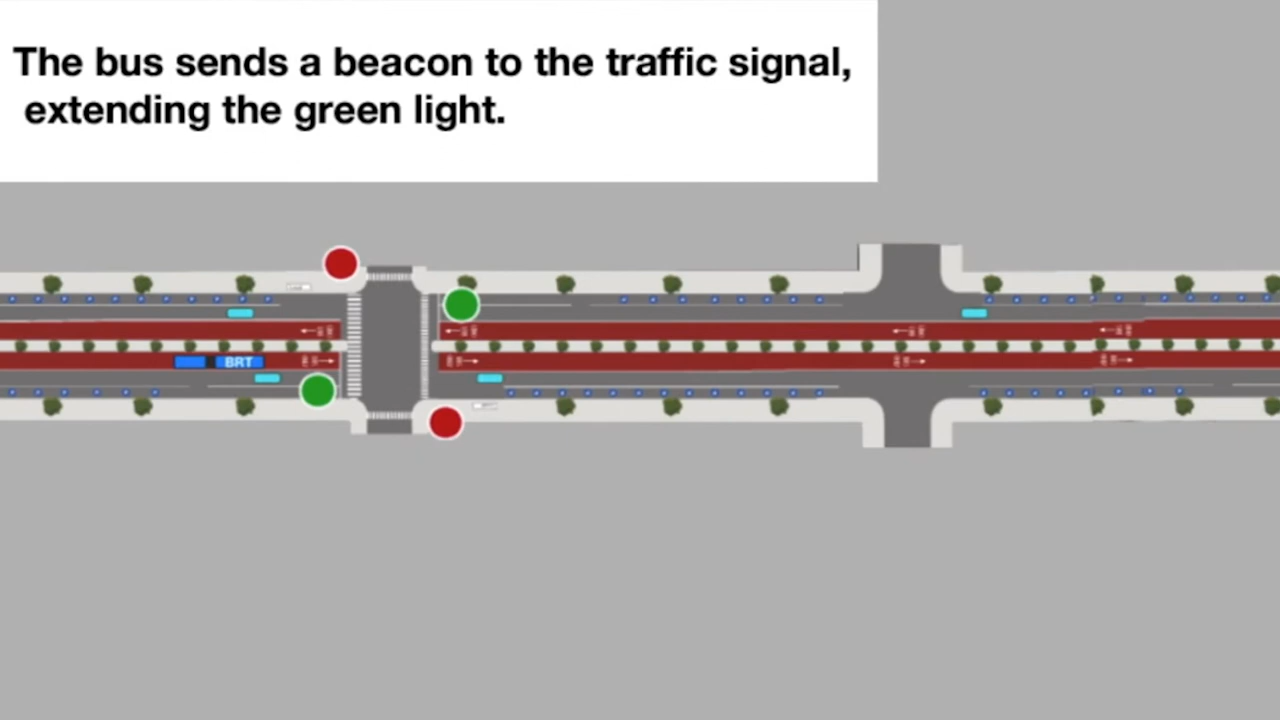 The bus sends a beacon to the traffic signal,
extending the green light.
BRT